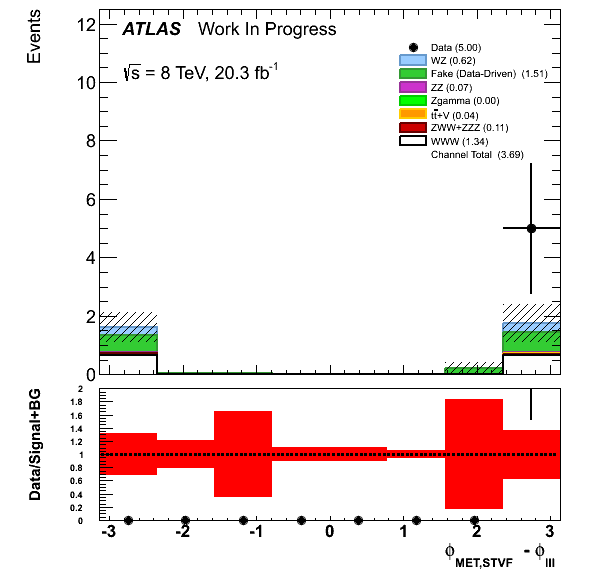 Events
ATLAS Work In Progress
√s = 8 TeV, 20.3 fb-1
Data (5.00)
WZ (0.62)
Fake (Data-Driven) (1.51)
ZZ (0.07)
Zgamma (0.00)
tt̄+V (0.04)
ZWW+ZZZ (0.11)
WWW (1.34)
Channel Total (3.69)
12
10
8
6
4
2
0
Data/Signal+BG
2
1.8
1.6
1.4
1.2
1
0.8
0.6
0.4
0.2
0
-3 -2 -1 0 1 2 3
ϕMET,STVF - ϕlll